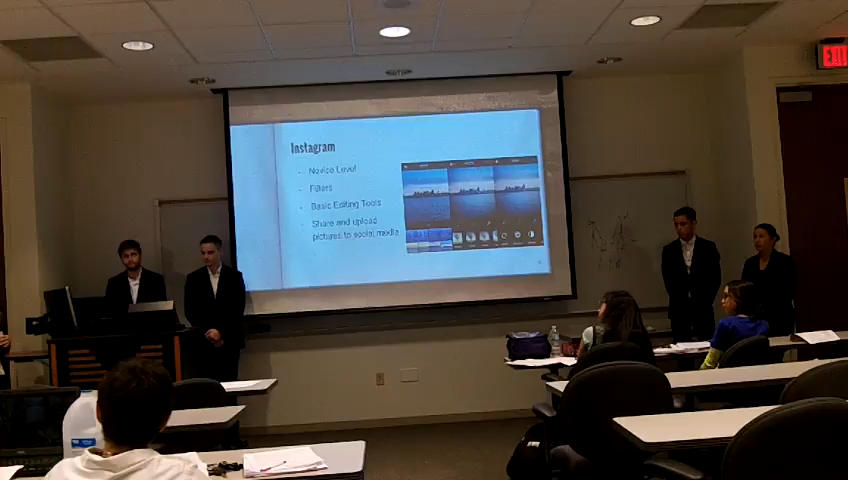 EXIT
Instagram
- Novice Level
- Filters
- Basic Editing Tools
- Share and upload
pictures to social media